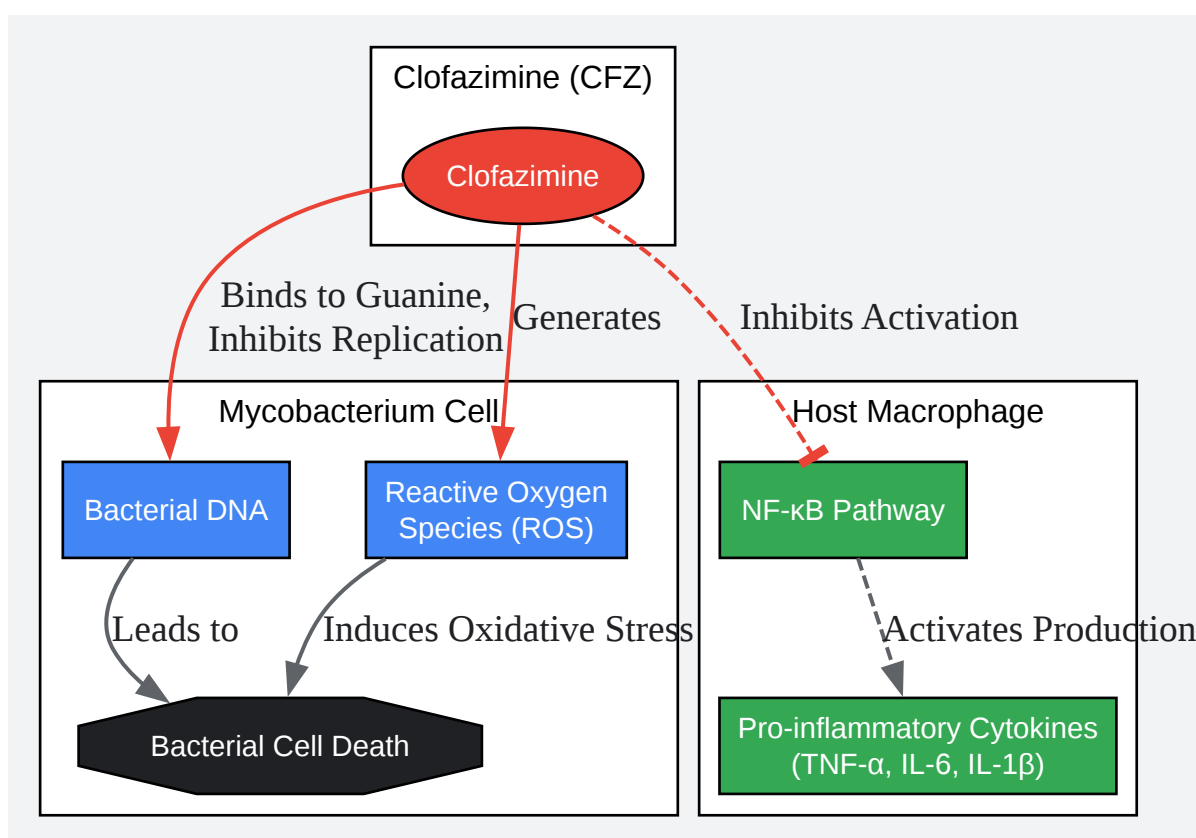 Clofazimine (CFZ)
Clofazimine
Binds to Guanine,
Inhibits Replication
Generates
Inhibits Activation
Mycobacterium Cell
Host Macrophage
Bacterial DNA
Reactive Oxygen
Species (ROS)
NF-κB Pathway
Leads to
Induces Oxidative Stress
Activates Production
Bacterial Cell Death
Pro-inflammatory Cytokines
(TNF-α, IL-6, IL-1β)